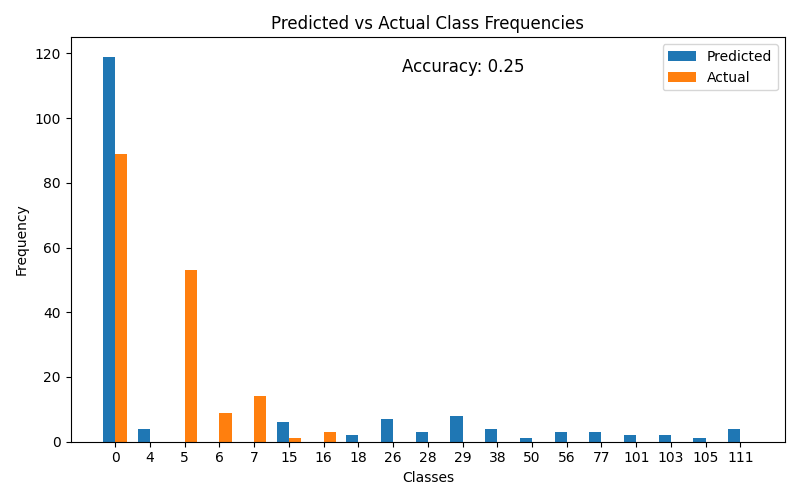 Predicted vs Actual Class Frequencies
Accuracy: 0.25
Predicted
Actual
Frequency
120
100
80
60
40
20
0
0 4 5 6 7 15 16 18 26 28 29 38 50 56 77 101 103 105 111
Classes